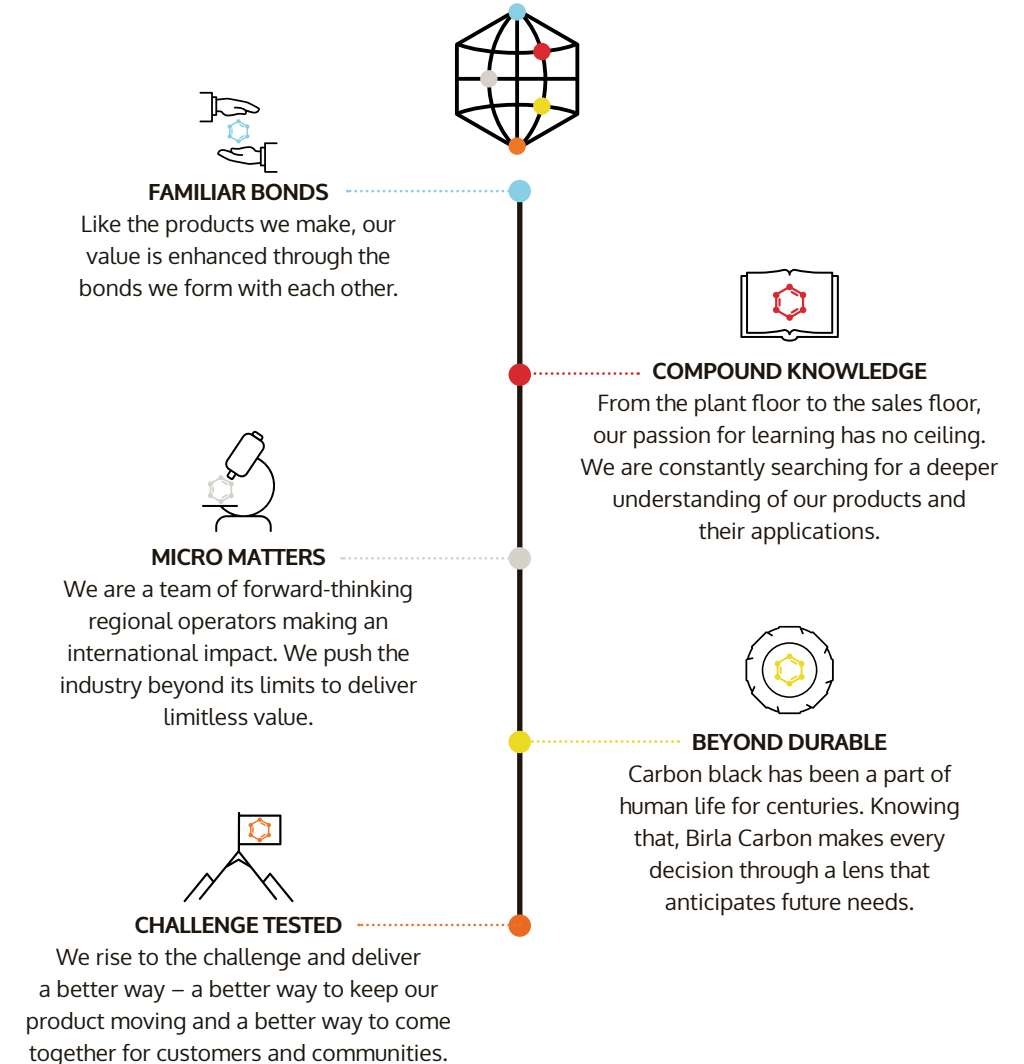 FAMILIAR BONDS
Like the products we make, our
value is enhanced through the
bonds we form with each other.
COMPOUND KNOWLEDGE
From the plant floor to the sales floor,
our passion for learning has no ceiling.
We are constantly searching for a deeper
understanding of our products and
their applications.
MICRO MATTERS
We are a team of forward-thinking
regional operators making an
international impact. We push the
industry beyond its limits to deliver
limitless value.
BEYOND DURABLE
Carbon black has been a part of
human life for centuries. Knowing
that, Birla Carbon makes every
decision through a lens that
anticipates future needs.
CHALLENGE TESTED
We rise to the challenge and deliver
a better way – a better way to keep our
product moving and a better way to come
together for customers and communities.